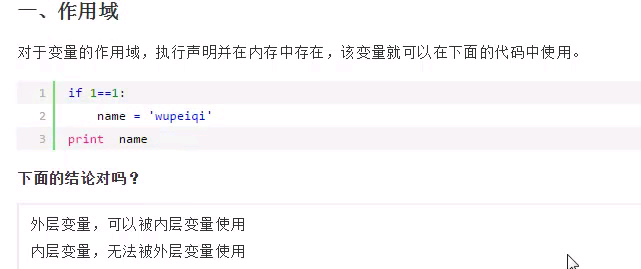 一、作用域
对于变量的作用域，执行声明并在内存中存在，该变量就可以在下面的代码中使用。
1 if 1==1:
2     name = 'wupeiqi'
3 print  name
下面的结论对吗？
外层变量，可以被内层变量使用
内层变量，无法被外层变量使用